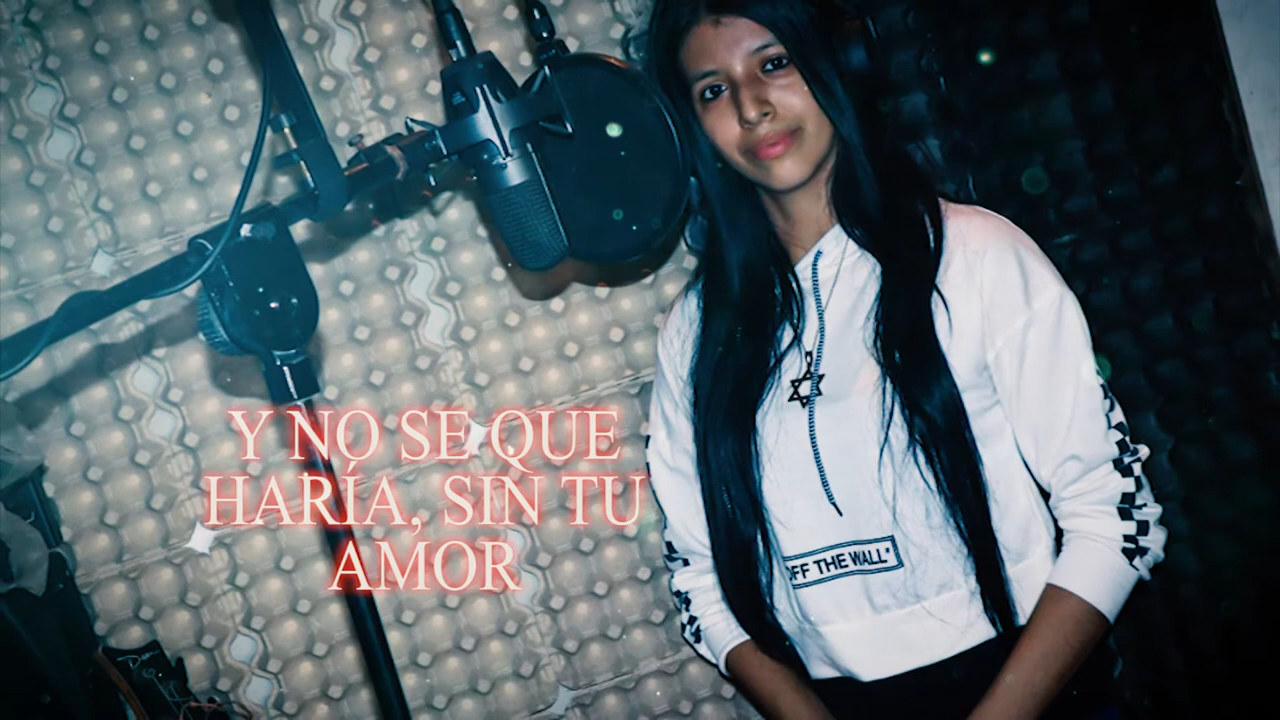 Y NO SE QUE
HARÍA, SIN TU
AMOR
OFF THE WALL"